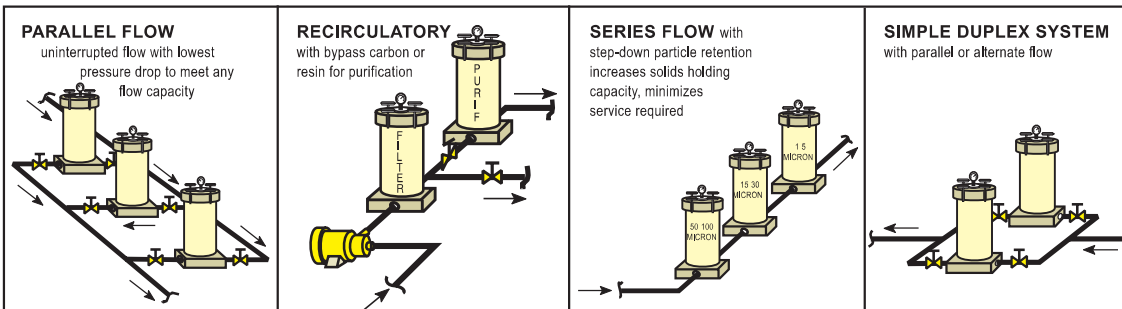 PARALLEL FLOW
uninterrupted flow with lowest
pressure drop to meet any
flow capacity
RECIRCULATORY
with bypass carbon or
resin for purification
PURIF
FILTER
SERIES FLOW with
step-down particle retention
increases solids holding
capacity, minimizes
service required
1 5
MICRON
15 30
MICRON
50 100
MICRON
SIMPLE DUPLEX SYSTEM
with parallel or alternate flow